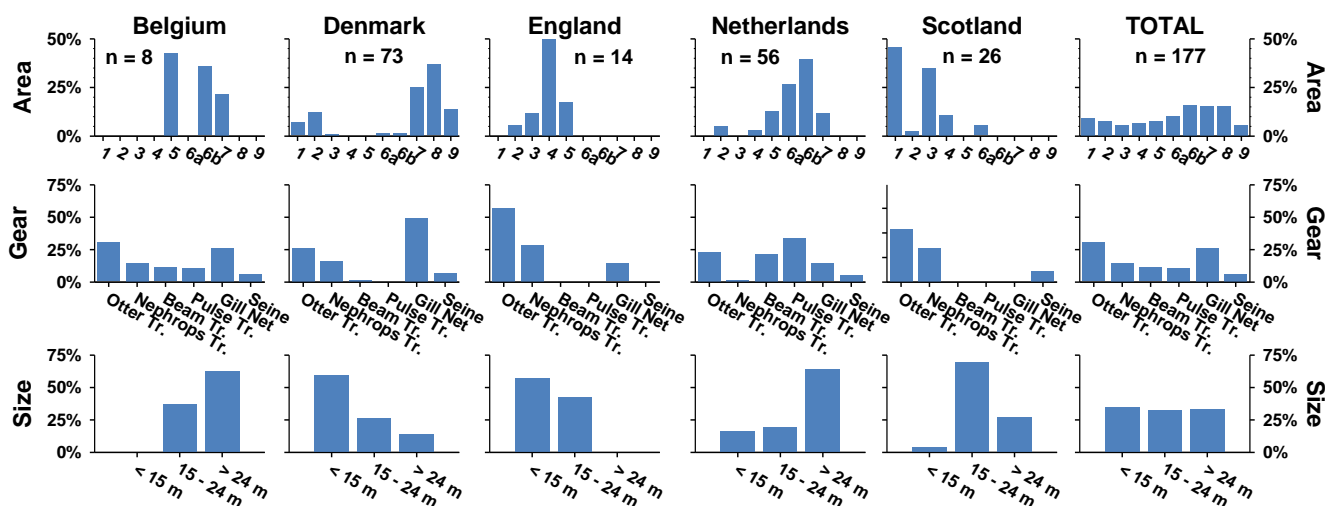 Belgium Denmark England Netherlands Scotland TOTAL
n = 8 n = 73 n = 14 n = 56 n = 26 n = 177
Area
50%
25%
0%
50%
25%
0%
Area
1 2 3 4 5 6a 6b 7 8 9
1 2 3 4 5 6a 6b 7 8 9
1 2 3 4 5 6a 6b 7 8 9
1 2 3 4 5 6a 6b 7 8 9
1 2 3 4 5 6a 6b 7 8 9
1 2 3 4 5 6a 6b 7 8 9
Gear
75%
50%
25%
0%
75%
50%
25%
0%
Gear
Otter Tr. Nephrops Tr. Beam Tr. Pulse Tr. Gill Net Seine
Otter Tr. Nephrops Tr. Beam Tr. Pulse Tr. Gill Net Seine
Otter Tr. Nephrops Tr. Beam Tr. Pulse Tr. Gill Net Seine
Otter Tr. Nephrops Tr. Beam Tr. Pulse Tr. Gill Net Seine
Otter Tr. Nephrops Tr. Beam Tr. Pulse Tr. Gill Net Seine
Otter Tr. Nephrops Tr. Beam Tr. Pulse Tr. Gill Net Seine
Size
75%
50%
25%
0%
75%
50%
25%
0%
Size
< 15 m 15 - 24 m > 24 m
< 15 m 15 - 24 m > 24 m
< 15 m 15 - 24 m > 24 m
< 15 m 15 - 24 m > 24 m
< 15 m 15 - 24 m > 24 m
< 15 m 15 - 24 m > 24 m